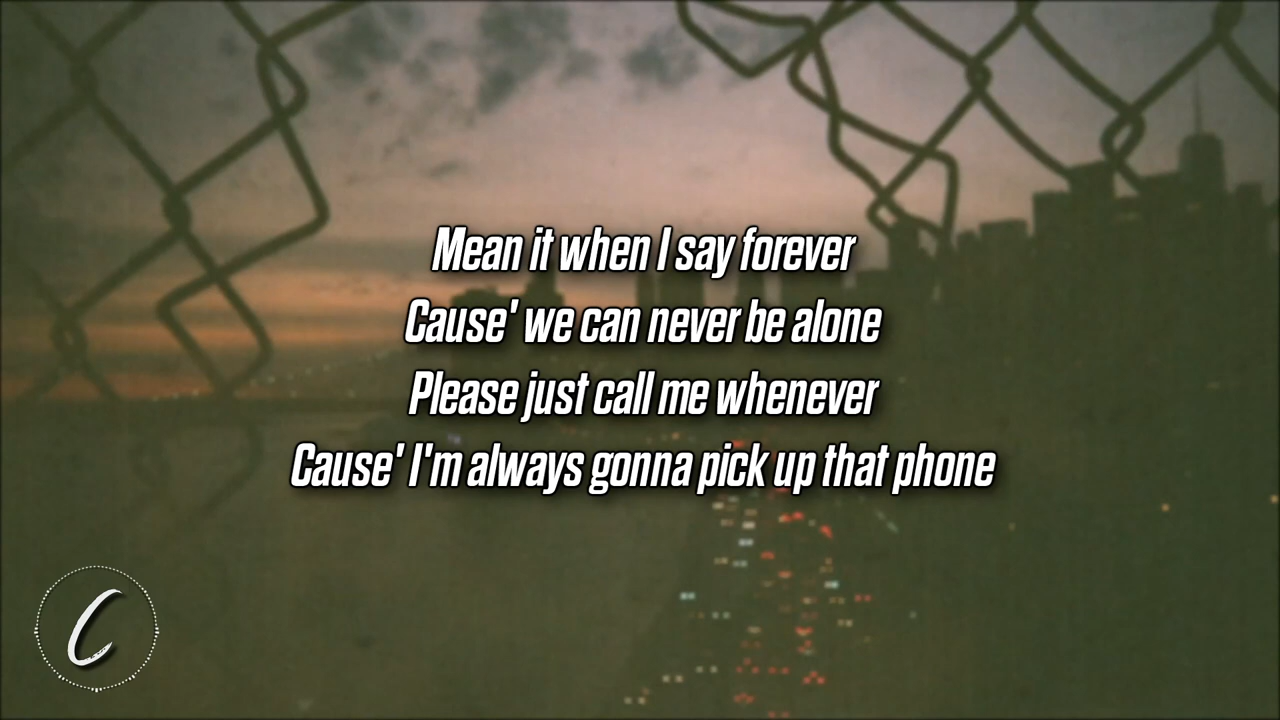 Mean it when I say forever
Cause' we can never be alone
Please just call me whenever
Cause' I'm always gonna pick up that phone
C